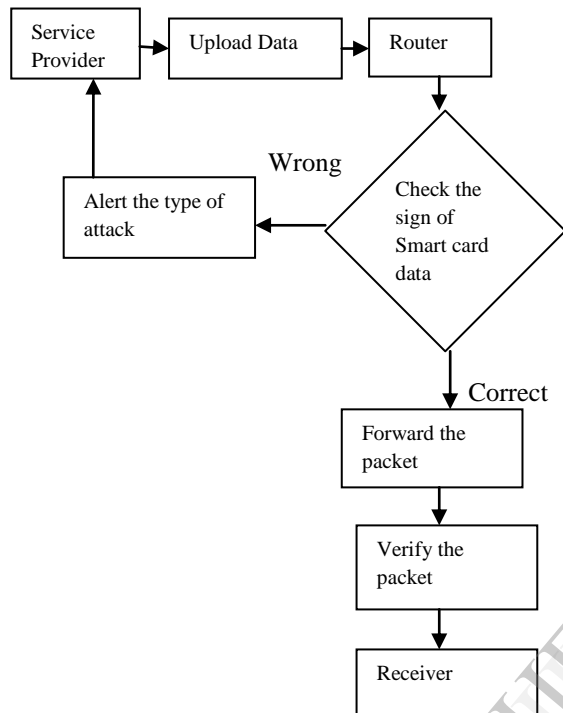 Service
Provider
Upload Data
Router
Wrong
Alert the type of
attack
Check the
sign of
Smart card
data
Correct
Forward the
packet
Verify the
packet
Receiver